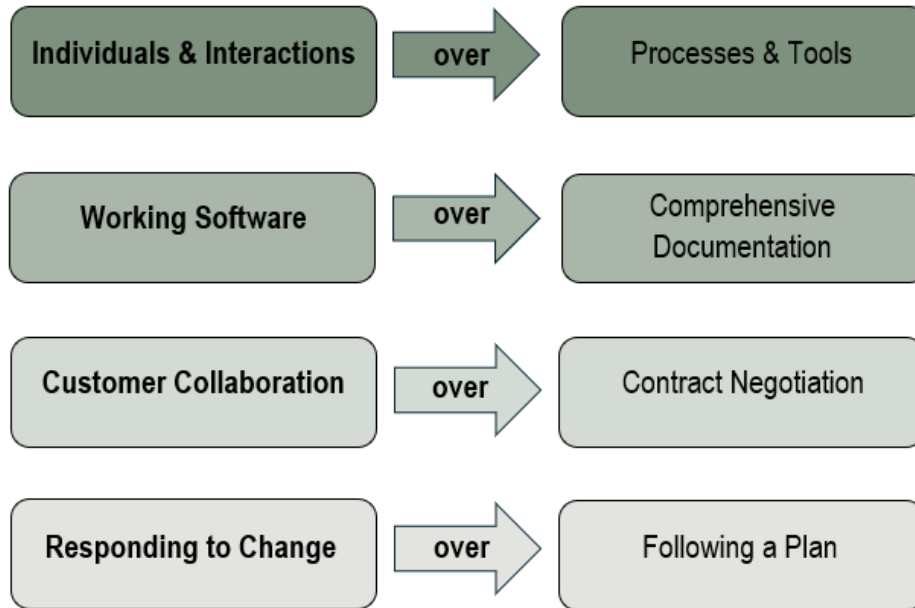 Individuals & Interactions over Processes & Tools
Working Software over Comprehensive
Documentation
Customer Collaboration over Contract Negotiation
Responding to Change over Following a Plan